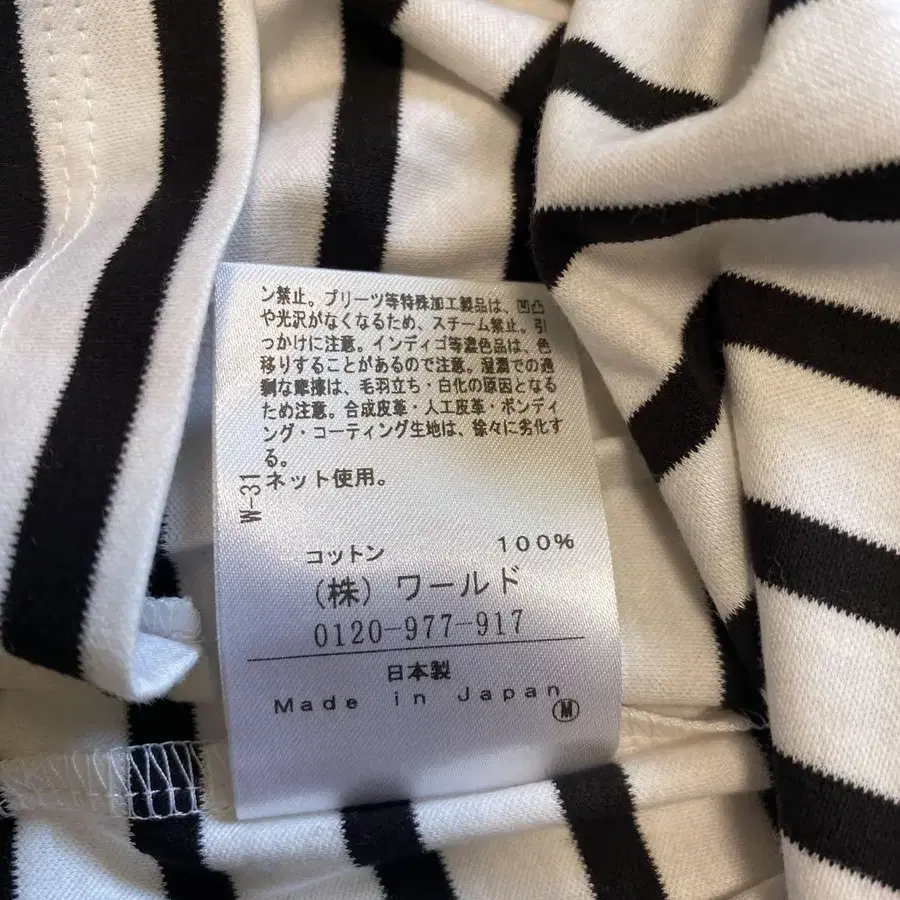 ン禁止。プリーツ等特殊加工製品は、凹凸
や光沢がなくなるため、スチーム禁止。引
っかけに注意。インディゴ等濃色品は、色
移りすることがあるので注意。湿潤での過
剰な摩擦は、毛羽立ち・白化の原因となる
ため注意。合成皮革・人工皮革・ボンディ
ング・コーティング生地は、徐々に劣化す
る。
ネット使用。
W-31
コットン 100%
(株) ワールド
0120-977-917
日本製
Made in Japan
M